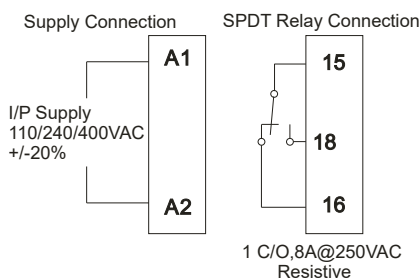 Supply Connection
A1
I/P Supply
110/240/400VAC
+/-20%
A2
SPDT Relay Connection
15
18
16
1 C/O,8A@250VAC
Resistive